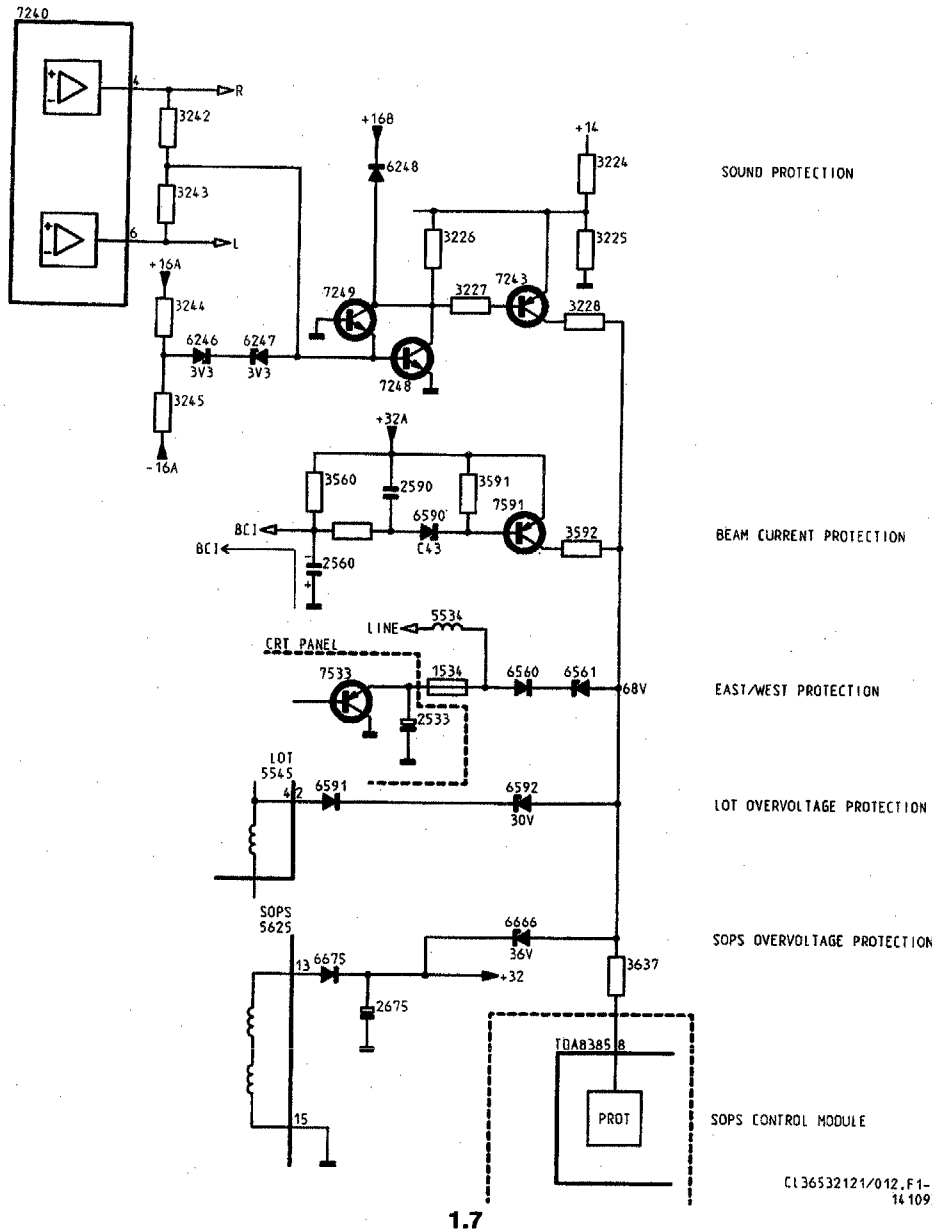 7240
4
R
3242
3243
6
L
+16A
3244
6246
3V3
6247
3V3
3245
-16A
+16B
6248
7249
7248
3226
3227
7243
3228
+14
3224
3225
SOUND PROTECTION
+32A
3560
2590
3591
7591
6590
C43
BCI
BCI
2560
3592
BEAM CURRENT PROTECTION
LINE
5534
CRT PANEL
7533
1534
6560
6561
68V
2533
EAST/WEST PROTECTION
LOT
5545
42
6591
6592
30V
LOT OVERVOLTAGE PROTECTION
SOPS
5625
13
6675
6666
36V
+32
2675
15
SOPS OVERVOLTAGE PROTECTION
3637
TDA8385
8
PROT
SOPS CONTROL MODULE
CL36532121/012.F1-
14109
1.7